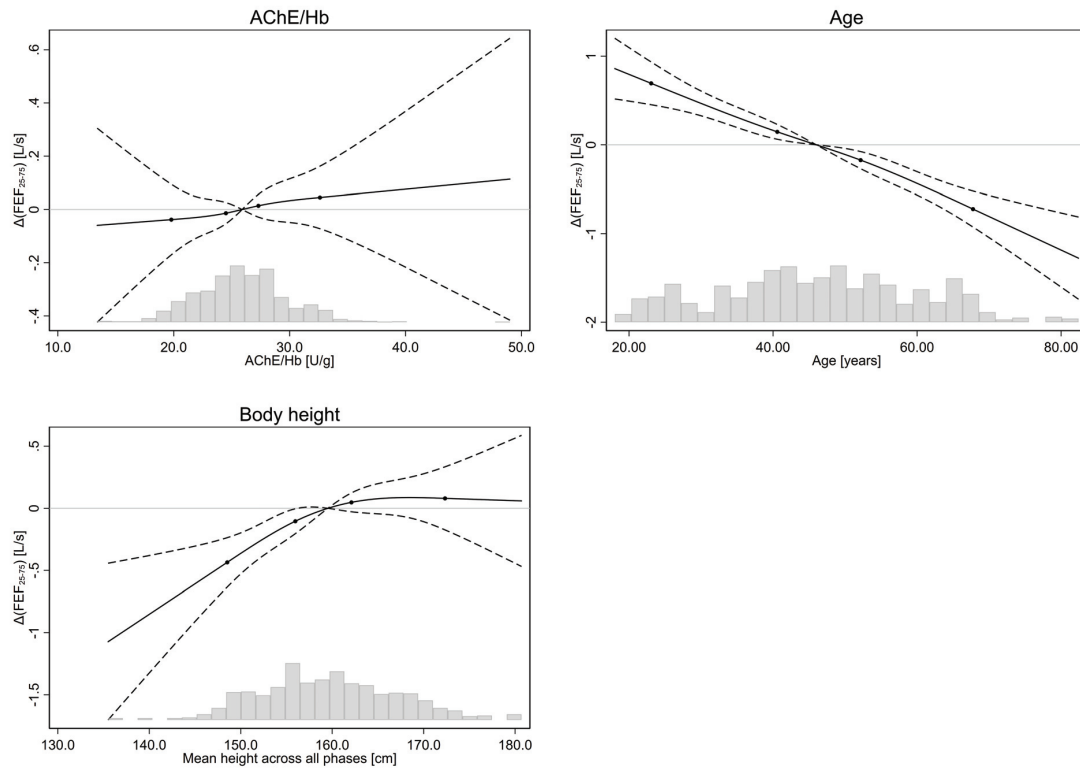 AChE/Hb
Δ(FEF25-75) [L/s]
.6
.4
.2
0
-.2
-.4
10.0 20.0 30.0 40.0 50.0
AChE/Hb [U/g]
Age
Δ(FEF25-75) [L/s]
1
0
-1
-2
20.00 40.00 60.00 80.00
Age [years]
Body height
Δ(FEF25-75) [L/s]
.5
0
-.5
-1
-1.5
130.0 140.0 150.0 160.0 170.0 180.0
Mean height across all phases [cm]